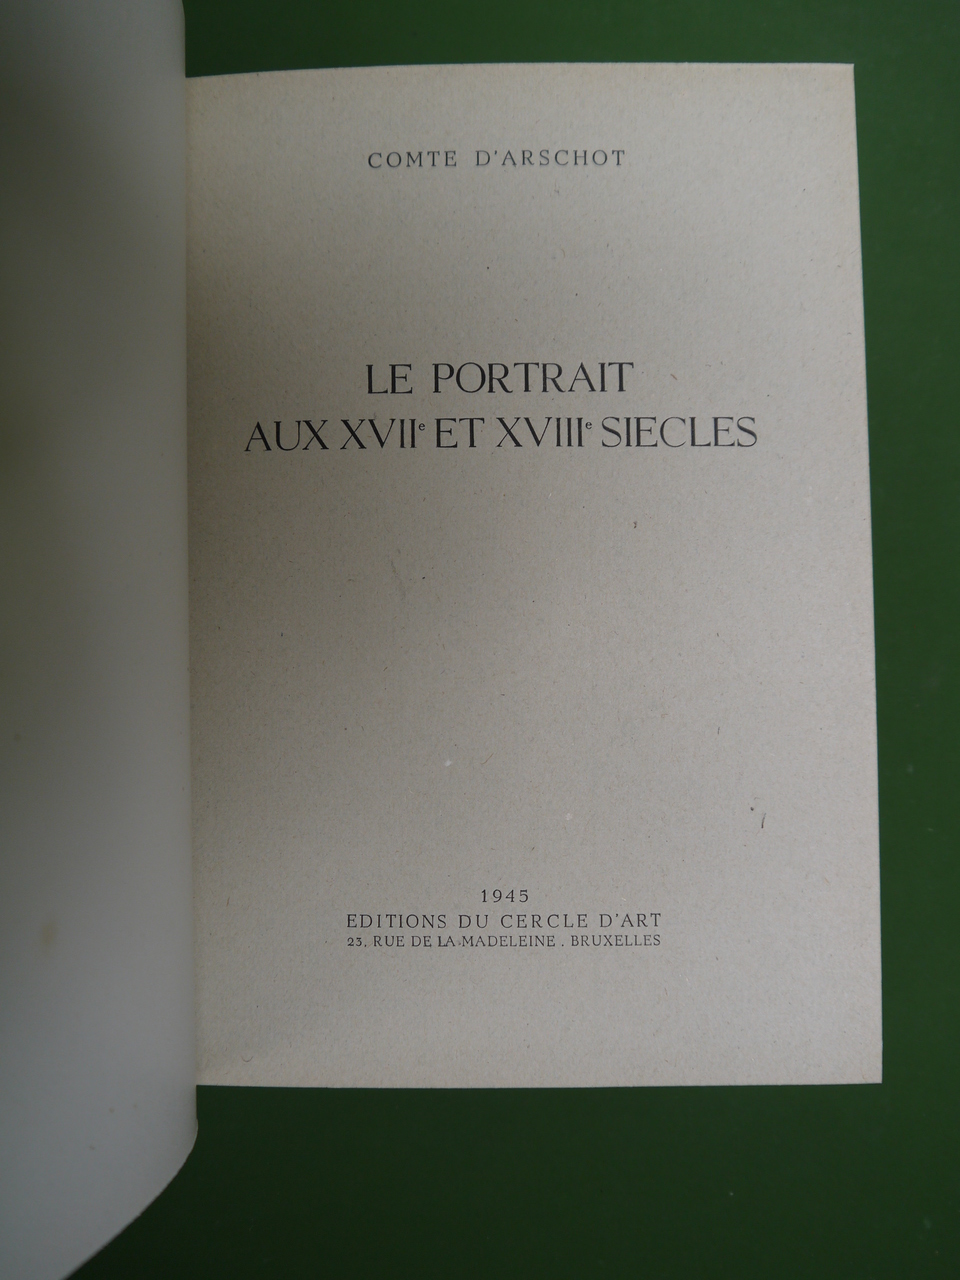 COMTE D'ARSCHOT
LE PORTRAIT
AUX XVIIe ET XVIIIe SIECLES
1945
EDITIONS DU CERCLE D'ART
23, RUE DE LA MADELEINE . BRUXELLES